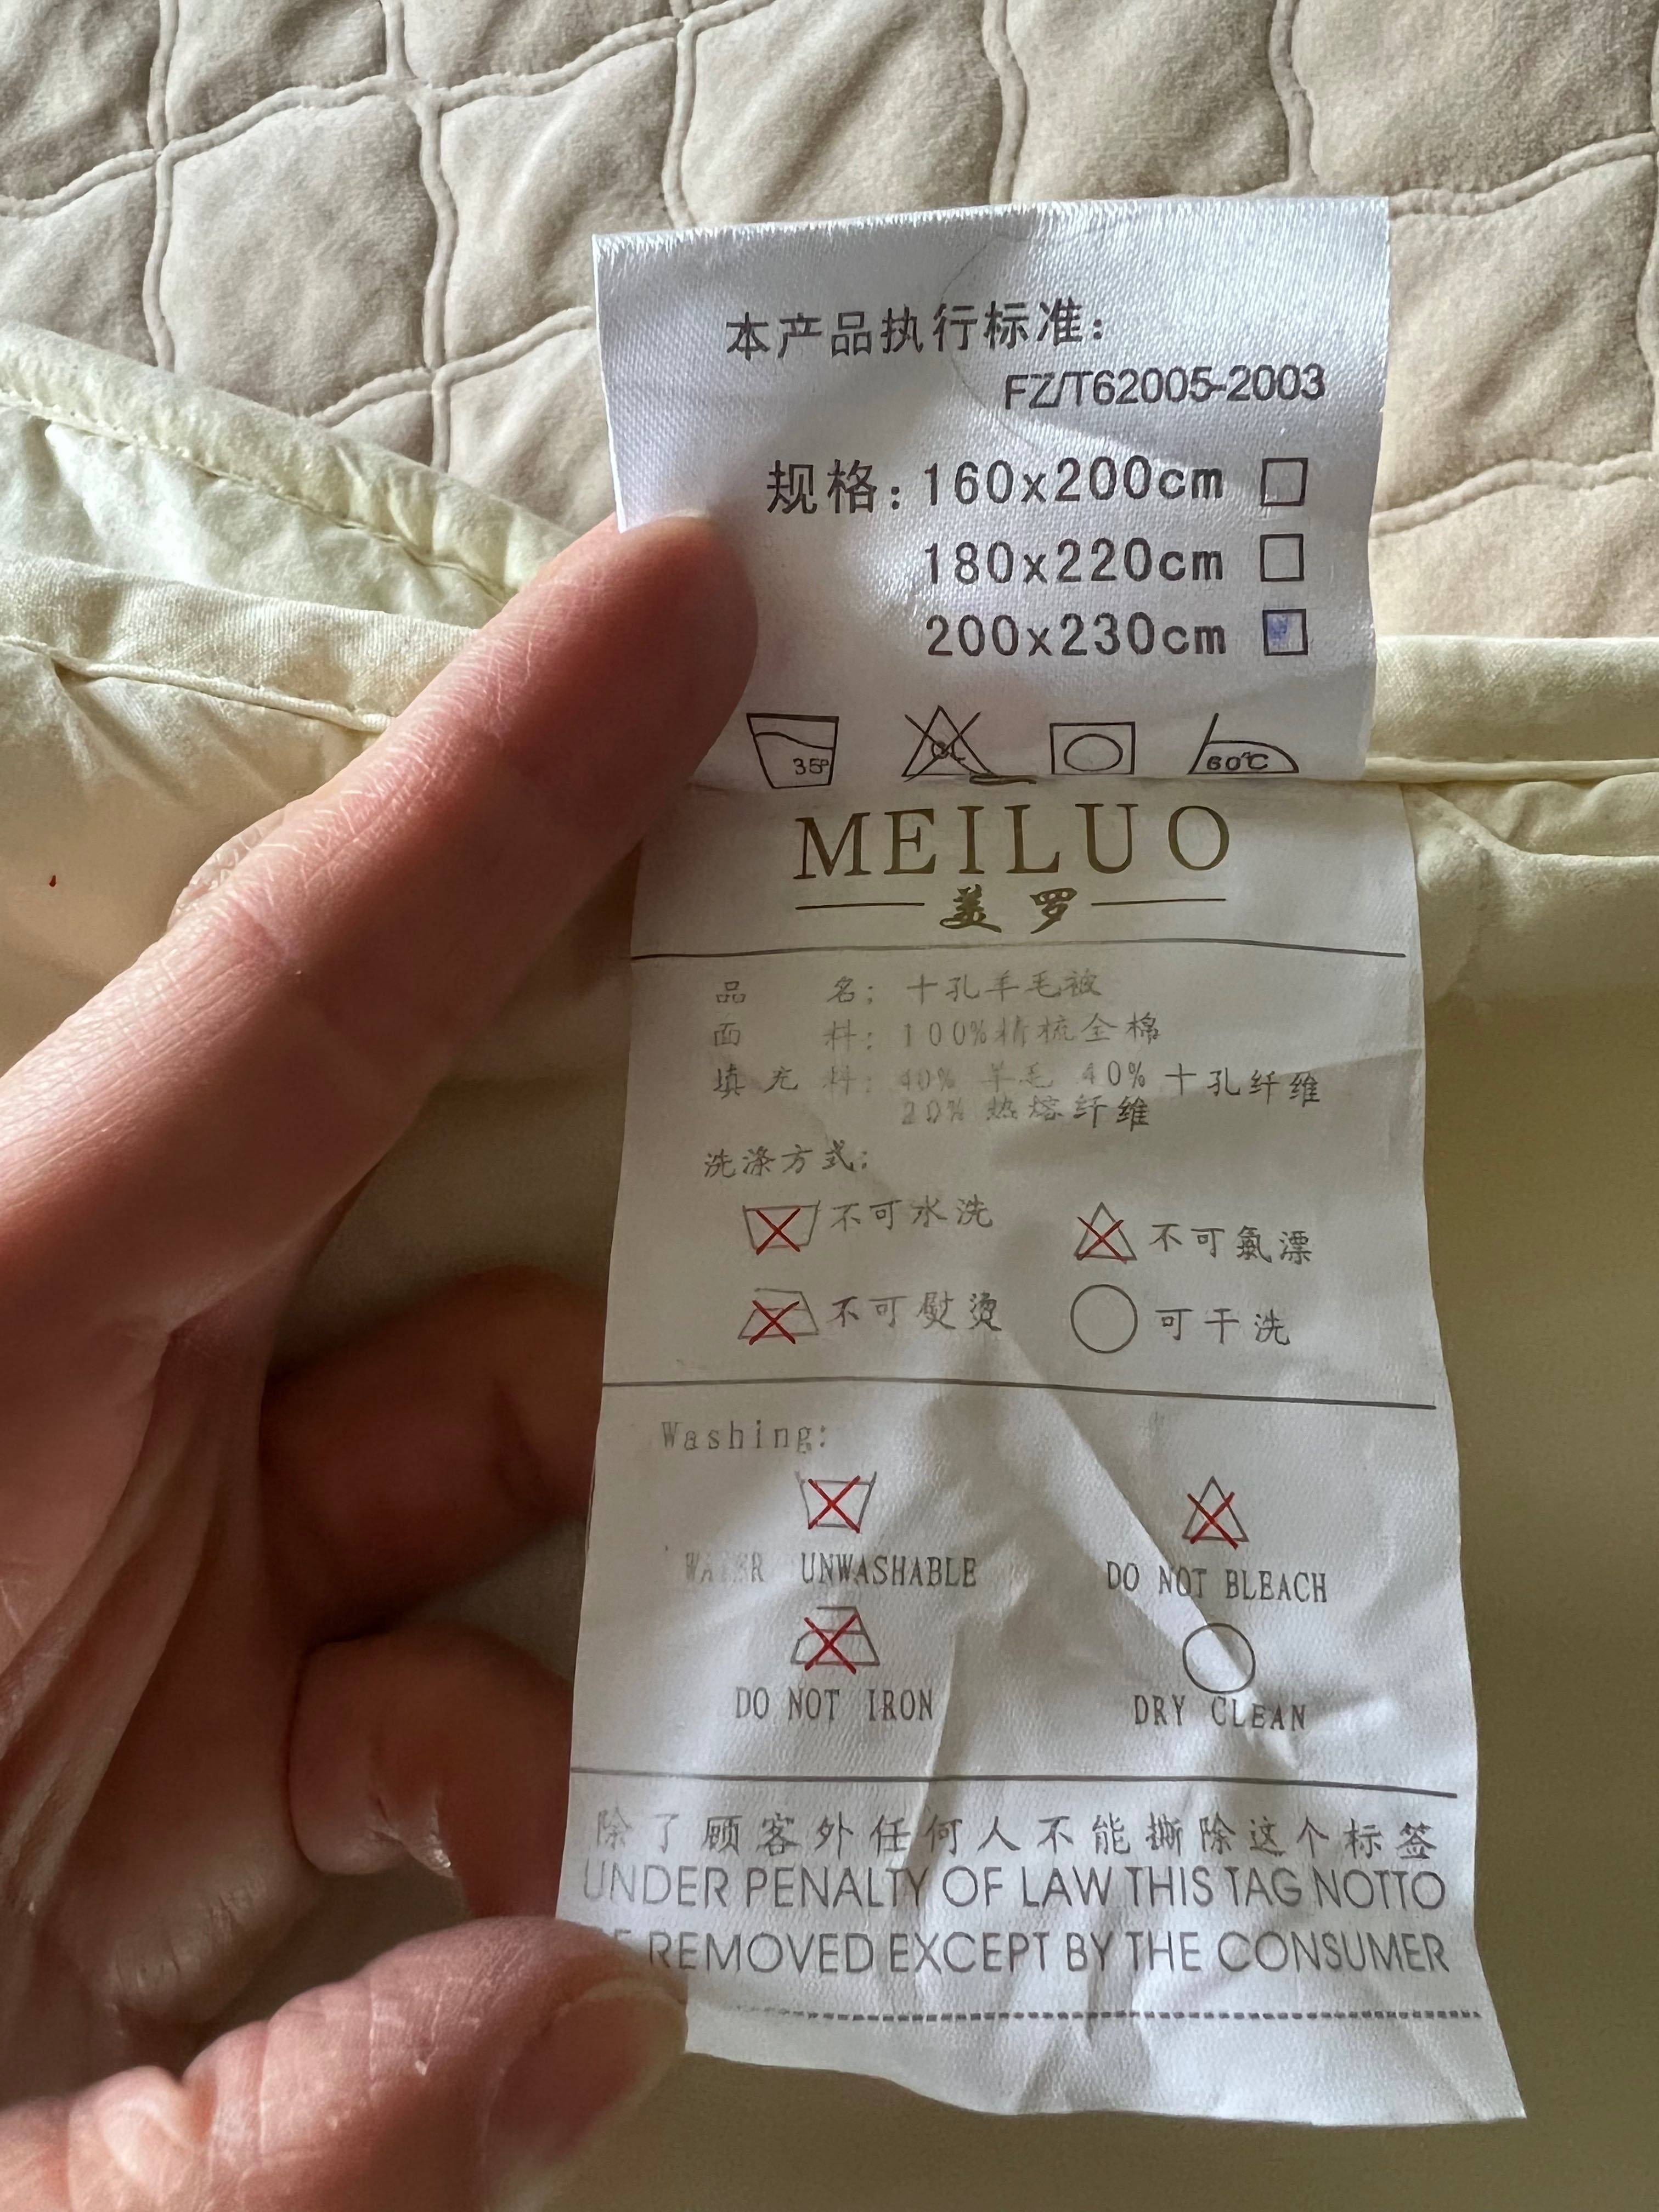 本产品执行标准：
FZ/T62005-2003
规格：160x200cm
180x220cm
200x230cm
35° CL 60℃
MEILUO
美罗
品 名：十孔羊毛被
面 料：100%精梳全棉
填充料：40% 羊毛 40% 十孔纤维
20% 热熔纤维
洗涤方式：
不可水洗 不可氯漂
不可熨烫 可干洗
Washing:
WATER UNWASHABLE DO NOT BLEACH
DO NOT IRON DRY CLEAN
除了顾客外任何人不能撕除这个标签
UNDER PENALTY OF LAW THIS TAG NOTTO
BE REMOVED EXCEPT BY THE CONSUMER